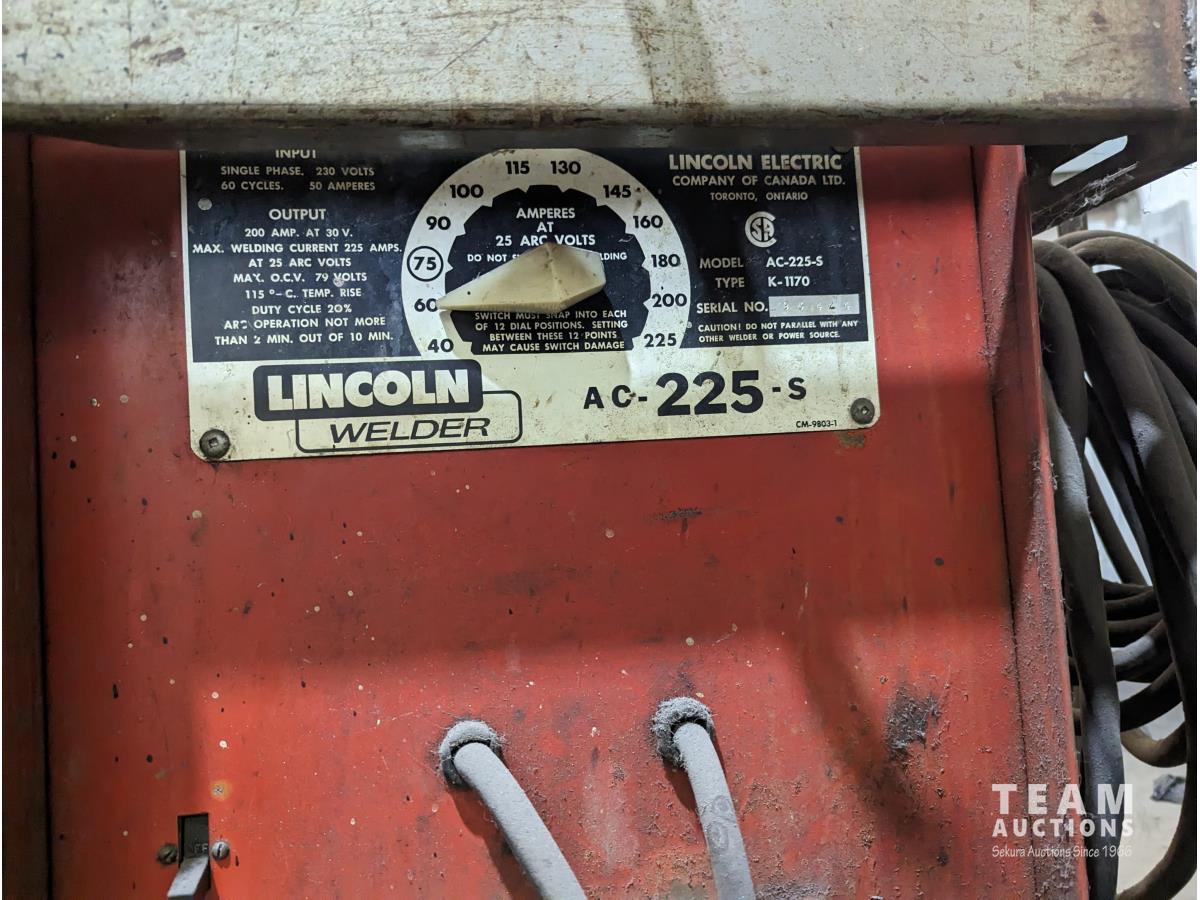 INPUT
SINGLE PHASE. 230 VOLTS
60 CYCLES. 50 AMPERES
OUTPUT
200 AMP. AT 30 V.
MAX. WELDING CURRENT 225 AMPS.
AT 25 ARC VOLTS
MAX. O.C.V. 79 VOLTS
115°-C. TEMP. RISE
DUTY CYCLE 20%
ARC OPERATION NOT MORE
THAN 2 MIN. OUT OF 10 MIN.
40
60
75
90
100
115
130
145
160
180
200
225
AMPERES
AT
25 ARC VOLTS
DO NOT
SWITCH MUST SNAP INTO EACH
OF 12 DIAL POSITIONS. SETTING
BETWEEN THESE 12 POINTS
MAY CAUSE SWITCH DAMAGE
LINCOLN ELECTRIC
COMPANY OF CANADA LTD.
TORONTO, ONTARIO
MODEL AC-225-S
TYPE K-1170
SERIAL NO.
CAUTION! DO NOT PARALLEL WITH ANY
OTHER WELDER OR POWER SOURCE.
LINCOLN
WELDER
AC-225-S
CM-9803-1
OFF
TEAM
AUCTIONS
Sekura Auctions Since 1966